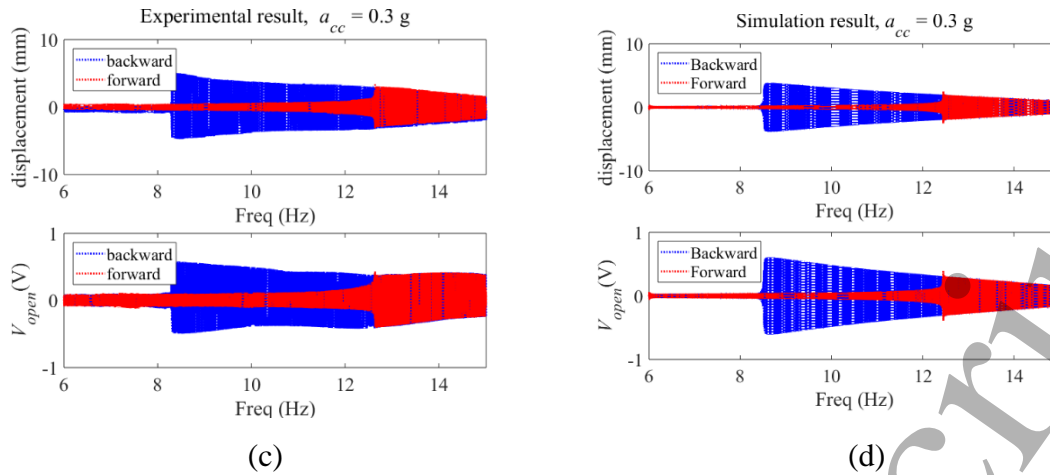 Experimental result, a_cc = 0.3 g
displacement (mm)
10
0
-10
backward
forward
6 8 10 12 14
Freq (Hz)
V_open(V)
1
0
-1
backward
forward
6 8 10 12 14
Freq (Hz)
(c)
Simulation result, a_cc = 0.3 g
displacement (mm)
10
0
-10
Backward
Forward
6 8 10 12 14
Freq (Hz)
V_open(V)
1
0
-1
Backward
Forward
6 8 10 12 14
Freq (Hz)
(d)